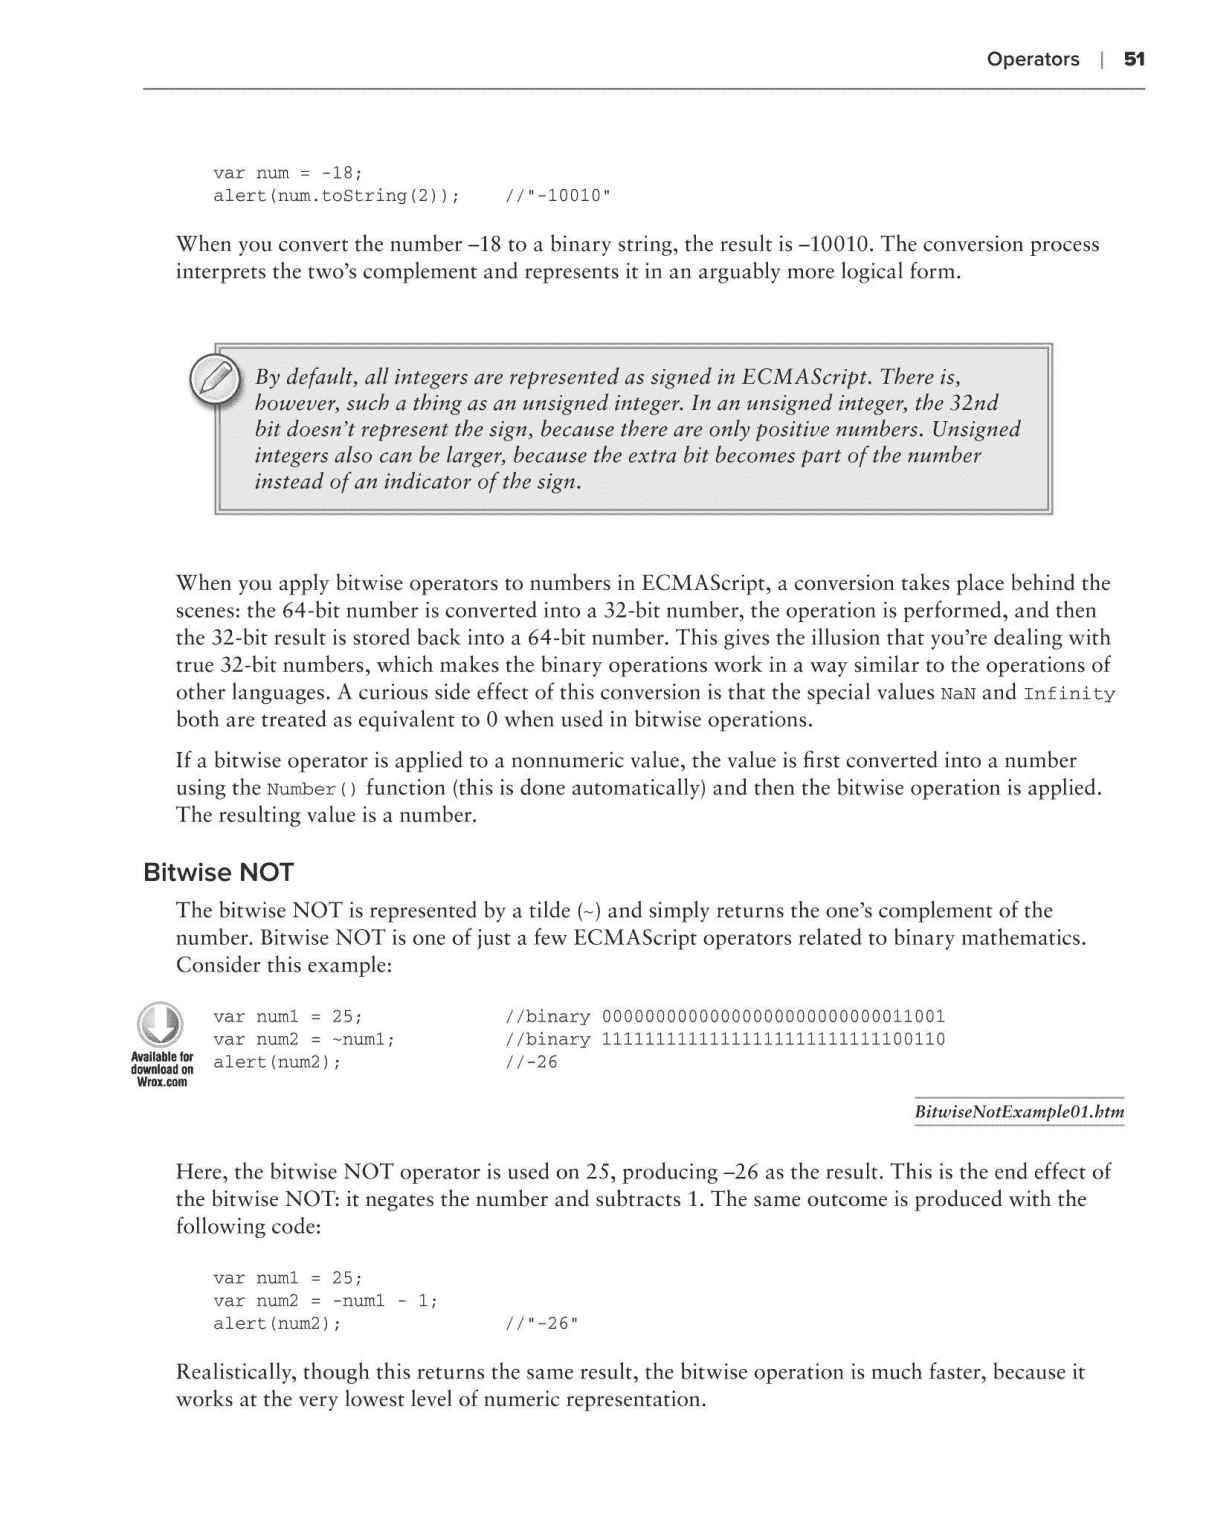 Operators | 51
var num = -18;
alert(num.toString(2)); //"-10010"
When you convert the number –18 to a binary string, the result is –10010. The conversion process
interprets the two’s complement and represents it in an arguably more logical form.
By default, all integers are represented as signed in ECMAScript. There is,
however, such a thing as an unsigned integer. In an unsigned integer, the 32nd
bit doesn’t represent the sign, because there are only positive numbers. Unsigned
integers also can be larger, because the extra bit becomes part of the number
instead of an indicator of the sign.
When you apply bitwise operators to numbers in ECMAScript, a conversion takes place behind the
scenes: the 64-bit number is converted into a 32-bit number, the operation is performed, and then
the 32-bit result is stored back into a 64-bit number. This gives the illusion that you’re dealing with
true 32-bit numbers, which makes the binary operations work in a way similar to the operations of
other languages. A curious side effect of this conversion is that the special values NaN and Infinity
both are treated as equivalent to 0 when used in bitwise operations.
If a bitwise operator is applied to a nonnumeric value, the value is first converted into a number
using the Number() function (this is done automatically) and then the bitwise operation is applied.
The resulting value is a number.
Bitwise NOT
The bitwise NOT is represented by a tilde (~) and simply returns the one’s complement of the
number. Bitwise NOT is one of just a few ECMAScript operators related to binary mathematics.
Consider this example:
var num1 = 25; //binary 00000000000000000000000000011001
var num2 = ~num1; //binary 11111111111111111111111111100110
alert(num2); //-26
Available for
download on
Wrox.com
BitwiseNotExample01.htm
Here, the bitwise NOT operator is used on 25, producing –26 as the result. This is the end effect of
the bitwise NOT: it negates the number and subtracts 1. The same outcome is produced with the
following code:
var num1 = 25;
var num2 = -num1 - 1;
alert(num2); //"-26"
Realistically, though this returns the same result, the bitwise operation is much faster, because it
works at the very lowest level of numeric representation.